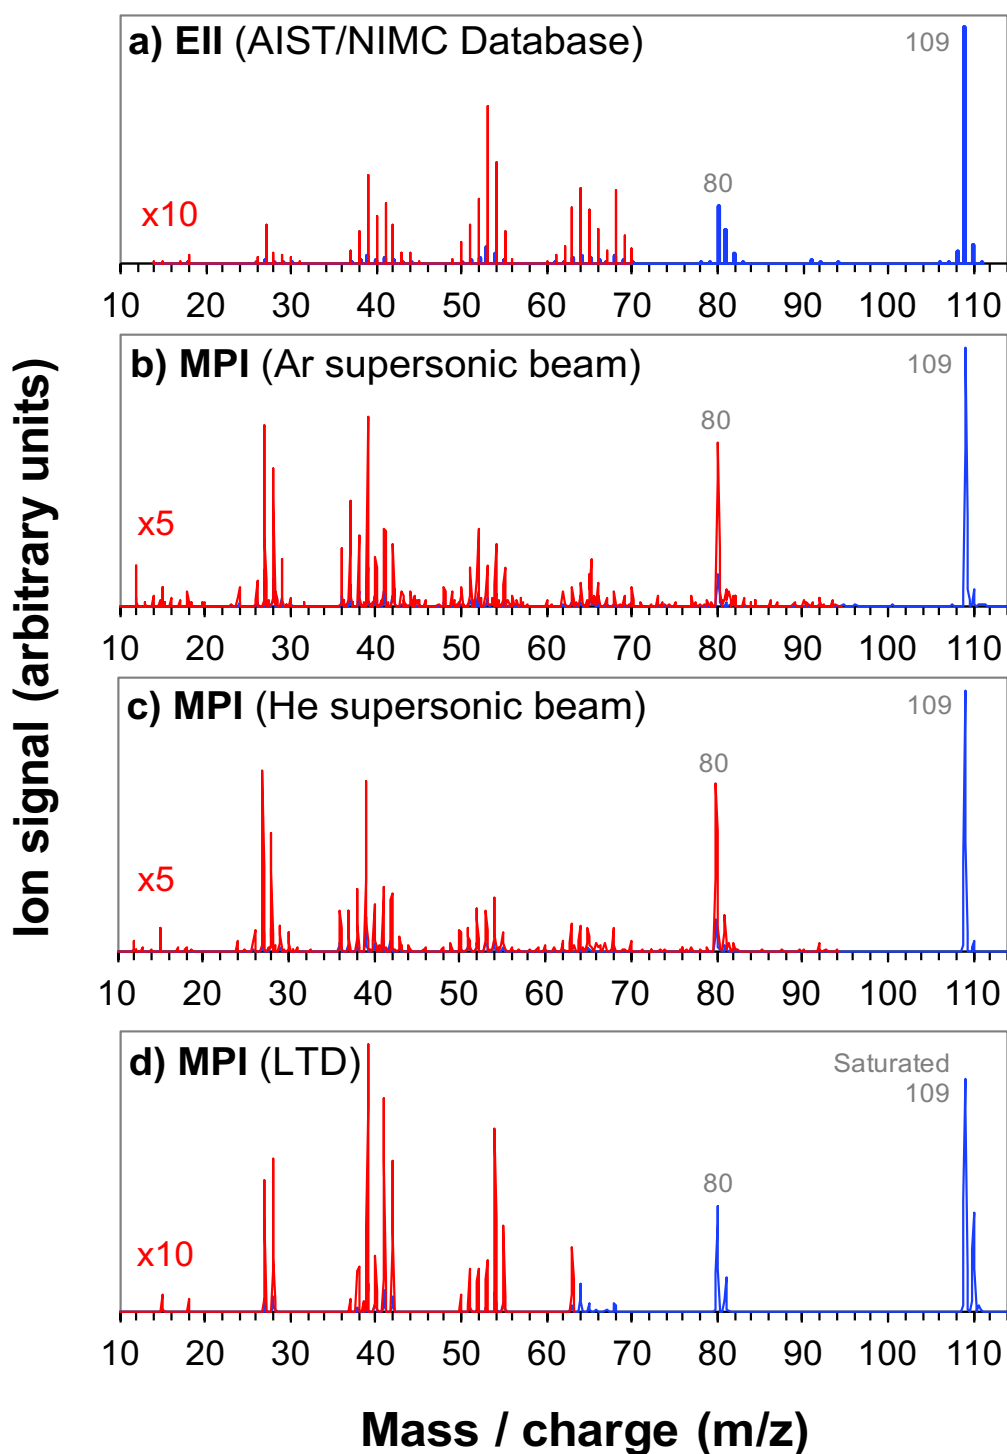 Ion signal (arbitrary units)
a) EII (AIST/NIMC Database)
109
80
x10
10 20 30 40 50 60 70 80 90 100 110
b) MPI (Ar supersonic beam)
109
80
x5
10 20 30 40 50 60 70 80 90 100 110
c) MPI (He supersonic beam)
109
80
x5
10 20 30 40 50 60 70 80 90 100 110
d) MPI (LTD)
Saturated
109
80
x10
10 20 30 40 50 60 70 80 90 100 110
Mass / charge (m/z)